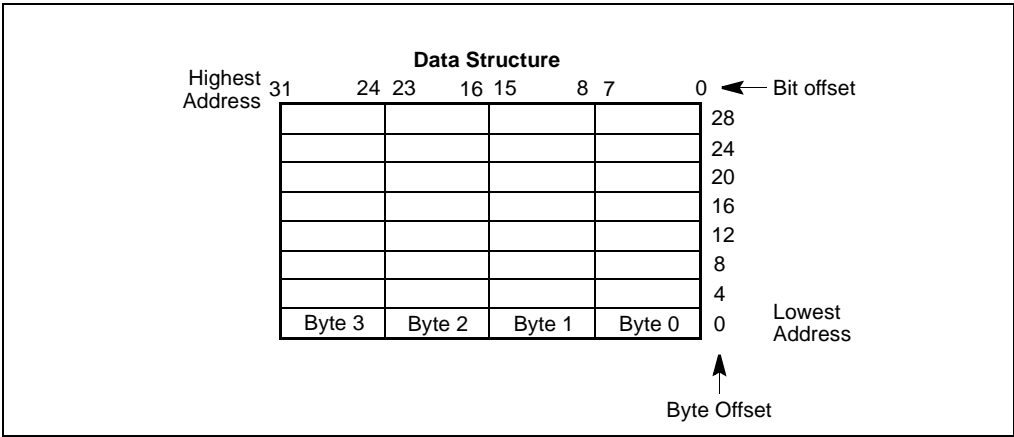 Data Structure
Highest
Address
31 24 23 16 15 8 7 0 Bit offset
28
24
20
16
12
8
4
Byte 3 Byte 2 Byte 1 Byte 0 0
Lowest
Address
Byte Offset